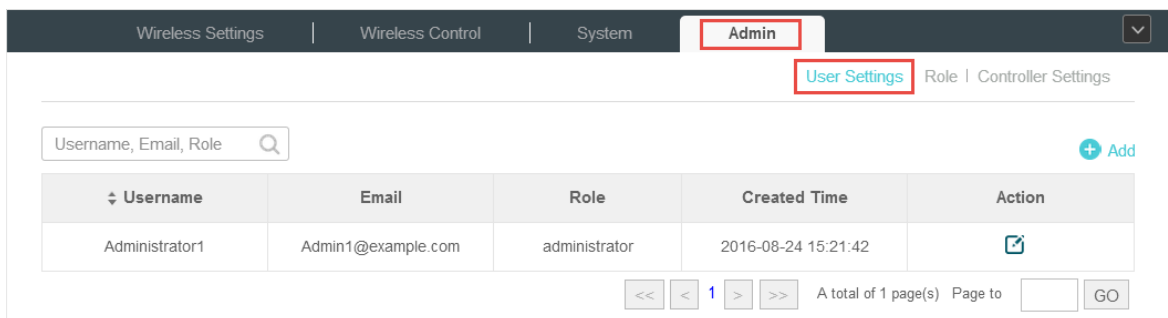 Wireless Settings | Wireless Control | System Admin
User Settings Role | Controller Settings
Username, Email, Role
Add
Username Email Role Created Time Action
Administrator1 Admin1@example.com administrator 2016-08-24 15:21:42
<< < 1 > >> A total of 1 page(s) Page to GO